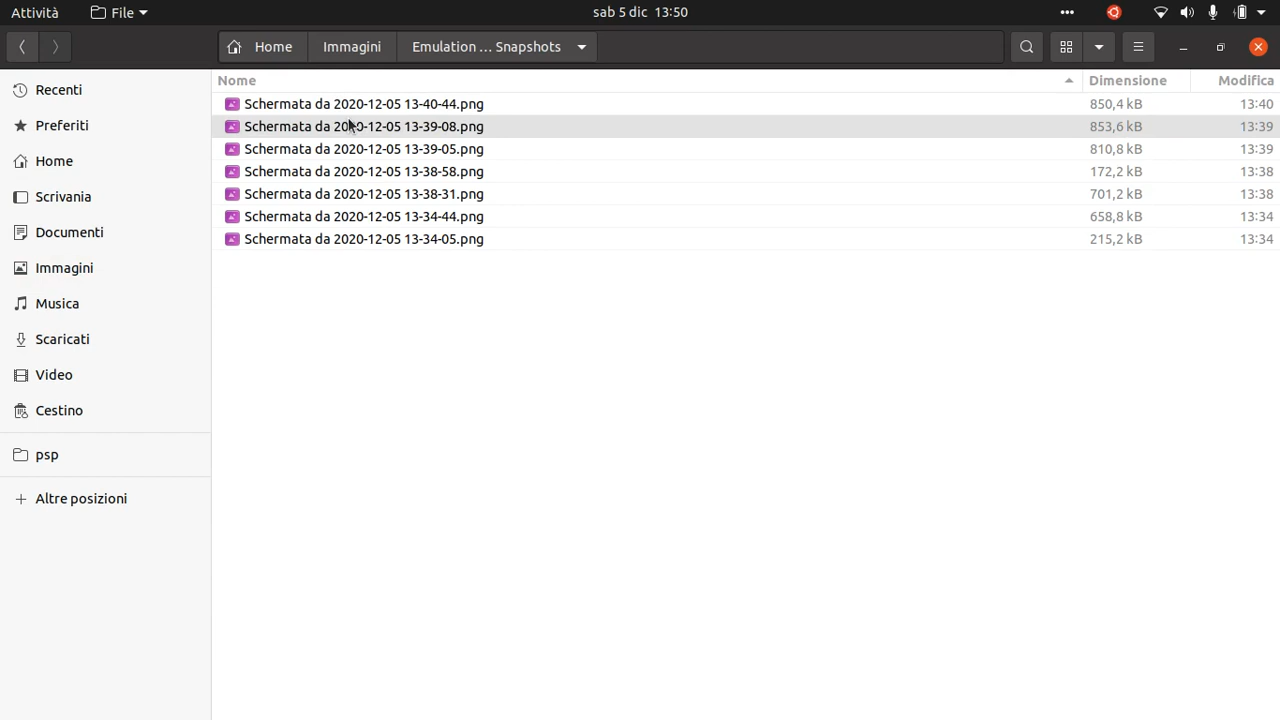 Attività File sab 5 dic 13:50
Home Immagini Emulation ... Snapshots
Nome Dimensione Modifica
Recenti
Preferiti
Home
Scrivania
Documenti
Immagini
Musica
Scaricati
Video
Cestino
psp
Altre posizioni
Schermata da 2020-12-05 13-40-44.png 850,4 kB 13:40
Schermata da 2020-12-05 13-39-08.png 853,6 kB 13:39
Schermata da 2020-12-05 13-39-05.png 810,8 kB 13:39
Schermata da 2020-12-05 13-38-58.png 172,2 kB 13:38
Schermata da 2020-12-05 13-38-31.png 701,2 kB 13:38
Schermata da 2020-12-05 13-34-44.png 658,8 kB 13:34
Schermata da 2020-12-05 13-34-05.png 215,2 kB 13:34